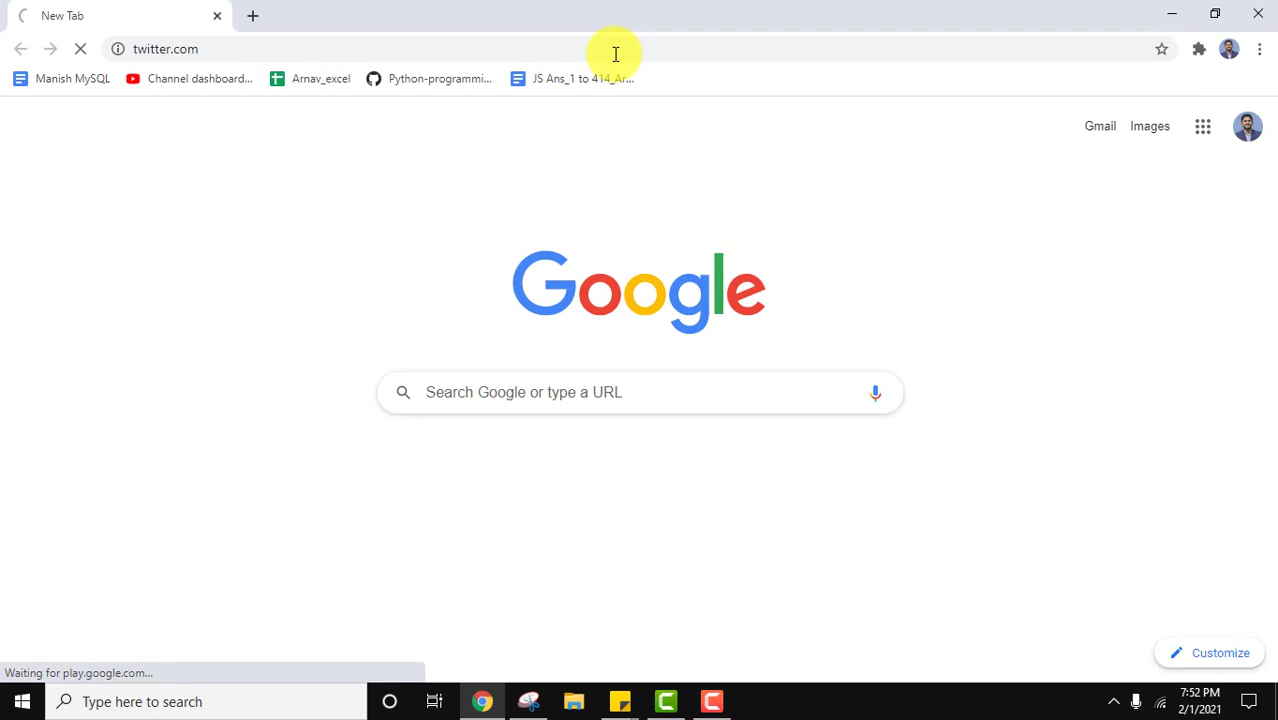 New Tab
twitter.com
Manish MySQL Channel dashboard... Arnav_excel Python-programmi... JS Ans_1 to 414_Ar...
Gmail Images
Google
Search Google or type a URL
Customize
Waiting for play.google.com...
Type here to search
7:52 PM
2/1/2021